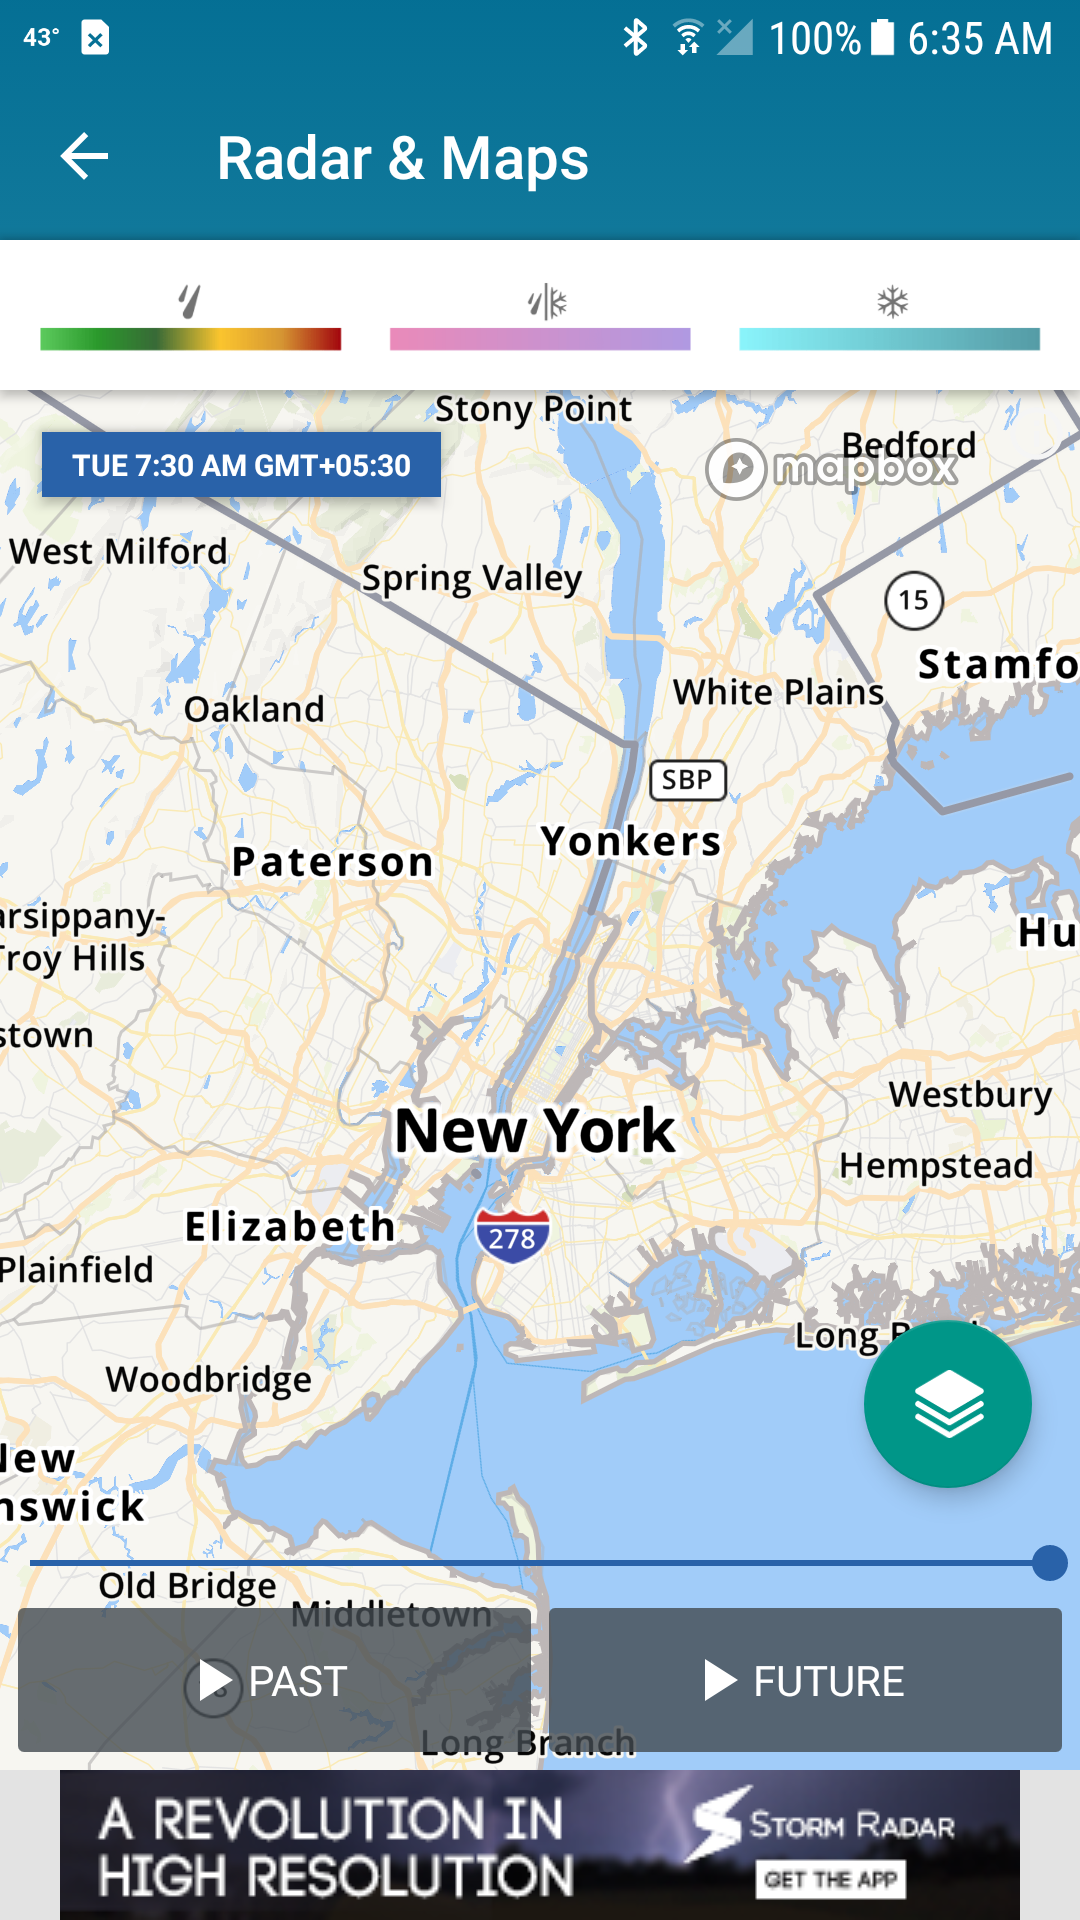 43°
100%
6:35 AM
Radar & Maps
Stony Point
Bedford
TUE 7:30 AM GMT+05:30
mapbox
West Milford
Spring Valley
15
Stamfo
White Plains
Oakland
SBP
Yonkers
Paterson
arsippany-
Troy Hills
Hu
stown
Westbury
New York
Hempstead
Elizabeth
278
Plainfield
Long
Woodbridge
New
nswick
Old Bridge
Middletown
PAST
FUTURE
Long Branch
A REVOLUTION IN
HIGH RESOLUTION
STORM RADAR
GET THE APP